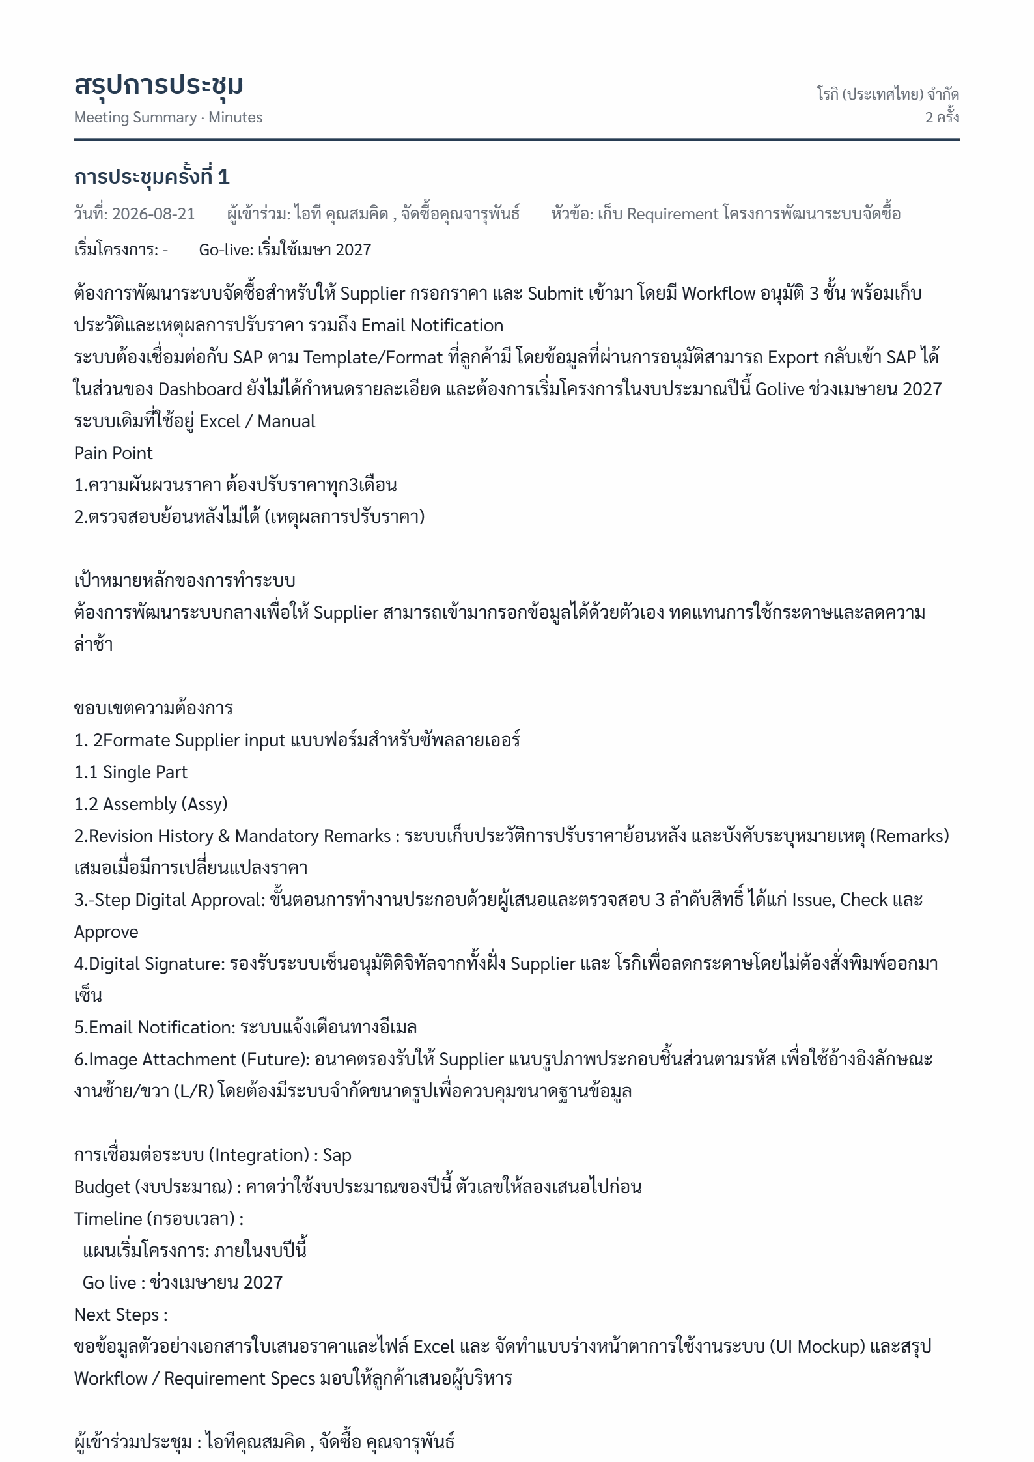 สรุปการประชุม
Meeting Summary · Minutes
โรกิ (ประเทศไทย) จำกัด
2 ครั้ง
การประชุมครั้งที่ 1
วันที่: 2026-08-21 ผู้เข้าร่วม: ไอที คุณสมคิด , จัดซื้อคุณจารุพันธ์ หัวข้อ: เก็บ Requirement โครงการพัฒนาระบบจัดซื้อ
เริ่มโครงการ: - Go-live: เริ่มใช้เมษา 2027
ต้องการพัฒนาระบบจัดซื้อสำหรับให้ Supplier กรอกราคา และ Submit เข้ามา โดยมี Workflow อนุมัติ 3 ชั้น พร้อมเก็บ
ประวัติและเหตุผลการปรับราคา รวมถึง Email Notification
ระบบต้องเชื่อมต่อกับ SAP ตาม Template/Format ที่ลูกค้ามี โดยข้อมูลที่ผ่านการอนุมัติสามารถ Export กลับเข้า SAP ได้
ในส่วนของ Dashboard ยังไม่ได้กำหนดรายละเอียด และต้องการเริ่มโครงการในงบประมาณปีนี้ Golive ช่วงเมษายน 2027
ระบบเดิมที่ใช้อยู่ Excel / Manual
Pain Point
1.ความผันผวนราคา ต้องปรับราคาทุก3เดือน
2.ตรวจสอบย้อนหลังไม่ได้ (เหตุผลการปรับราคา)
เป้าหมายหลักของการทำระบบ
ต้องการพัฒนาระบบกลางเพื่อให้ Supplier สามารถเข้ามากรอกข้อมูลได้ด้วยตัวเอง ทดแทนการใช้กระดาษและลดความ
ล่าช้า
ขอบเขตความต้องการ
1. 2Formate Supplier input แบบฟอร์มสำหรับซัพลลายเออร์
1.1 Single Part
1.2 Assembly (Assy)
2.Revision History & Mandatory Remarks : ระบบเก็บประวัติการปรับราคาย้อนหลัง และบังคับระบุหมายเหตุ (Remarks)
เสมอเมื่อมีการเปลี่ยนแปลงราคา
3.-Step Digital Approval: ขั้นตอนการทำงานประกอบด้วยผู้เสนอและตรวจสอบ 3 ลำดับสิทธิ์ ได้แก่ Issue, Check และ
Approve
4.Digital Signature: รองรับระบบเซ็นอนุมัติดิจิทัลจากทั้งฝั่ง Supplier และ โรกิเพื่อลดกระดาษโดยไม่ต้องสั่งพิมพ์ออกมา
เซ็น
5.Email Notification: ระบบแจ้งเตือนทางอีเมล
6.Image Attachment (Future): อนาคตรองรับให้ Supplier แนบรูปภาพประกอบชิ้นส่วนตามรหัส เพื่อใช้อ้างอิงลักษณะ
งานซ้าย/ขวา (L/R) โดยต้องมีระบบจำกัดขนาดรูปเพื่อควบคุมขนาดฐานข้อมูล
การเชื่อมต่อระบบ (Integration) : Sap
Budget (งบประมาณ) : คาดว่าใช้งบประมาณของปีนี้ ตัวเลขให้ลองเสนอไปก่อน
Timeline (กรอบเวลา) :
แผนเริ่มโครงการ: ภายในงบปีนี้
Go live : ช่วงเมษายน 2027
Next Steps :
ขอข้อมูลตัวอย่างเอกสารใบเสนอราคาและไฟล์ Excel และ จัดทำแบบร่างหน้าตาการใช้งานระบบ (UI Mockup) และสรุป
Workflow / Requirement Specs มอบให้ลูกค้าเสนอผู้บริหาร
ผู้เข้าร่วมประชุม : ไอทีคุณสมคิด , จัดซื้อ คุณจารุพันธ์